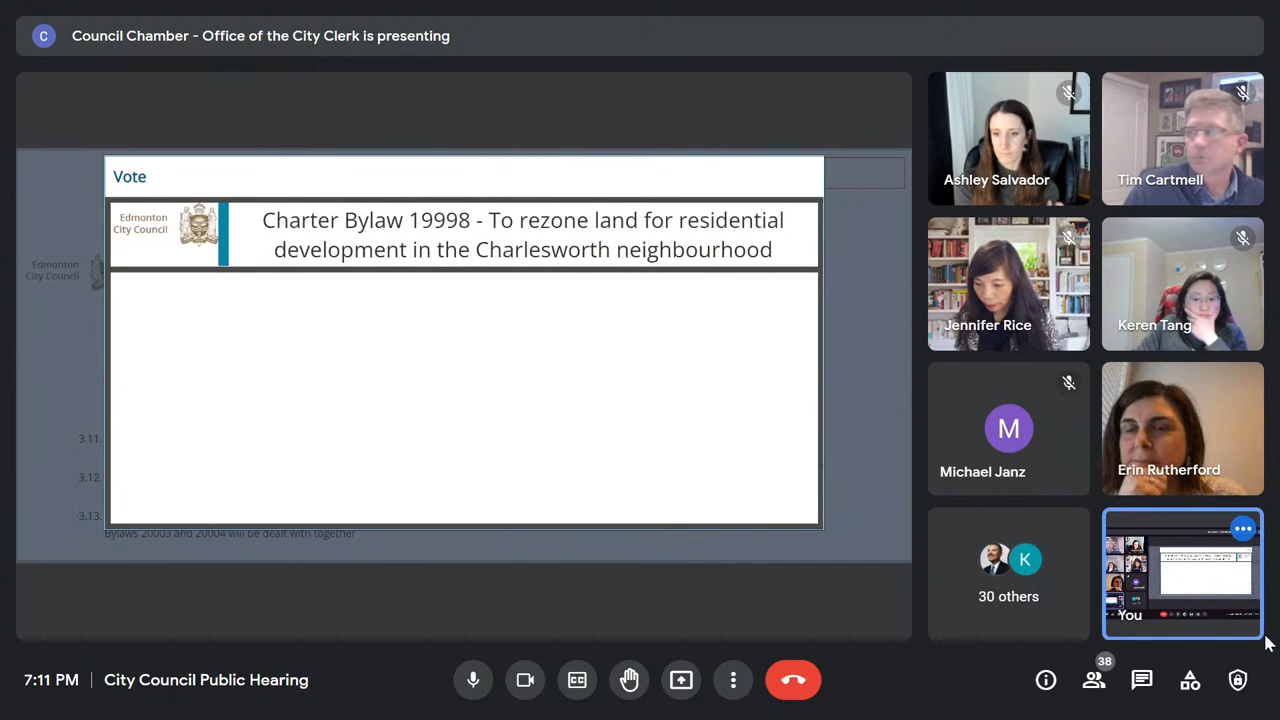 C
Council Chamber - Office of the City Clerk is presenting
Vote
Edmonton
City Council
Charter Bylaw 19998 - To rezone land for residential
development in the Charlesworth neighbourhood
Edmonton
City Council
3.11.
3.12.
3.13.
Bylaws 20003 and 20004 will be dealt with together
Ashley Salvador
Tim Cartmell
Jennifer Rice
Keren Tang
M
Michael Janz
Erin Rutherford
K
30 others
You
7:11 PM
City Council Public Hearing
38